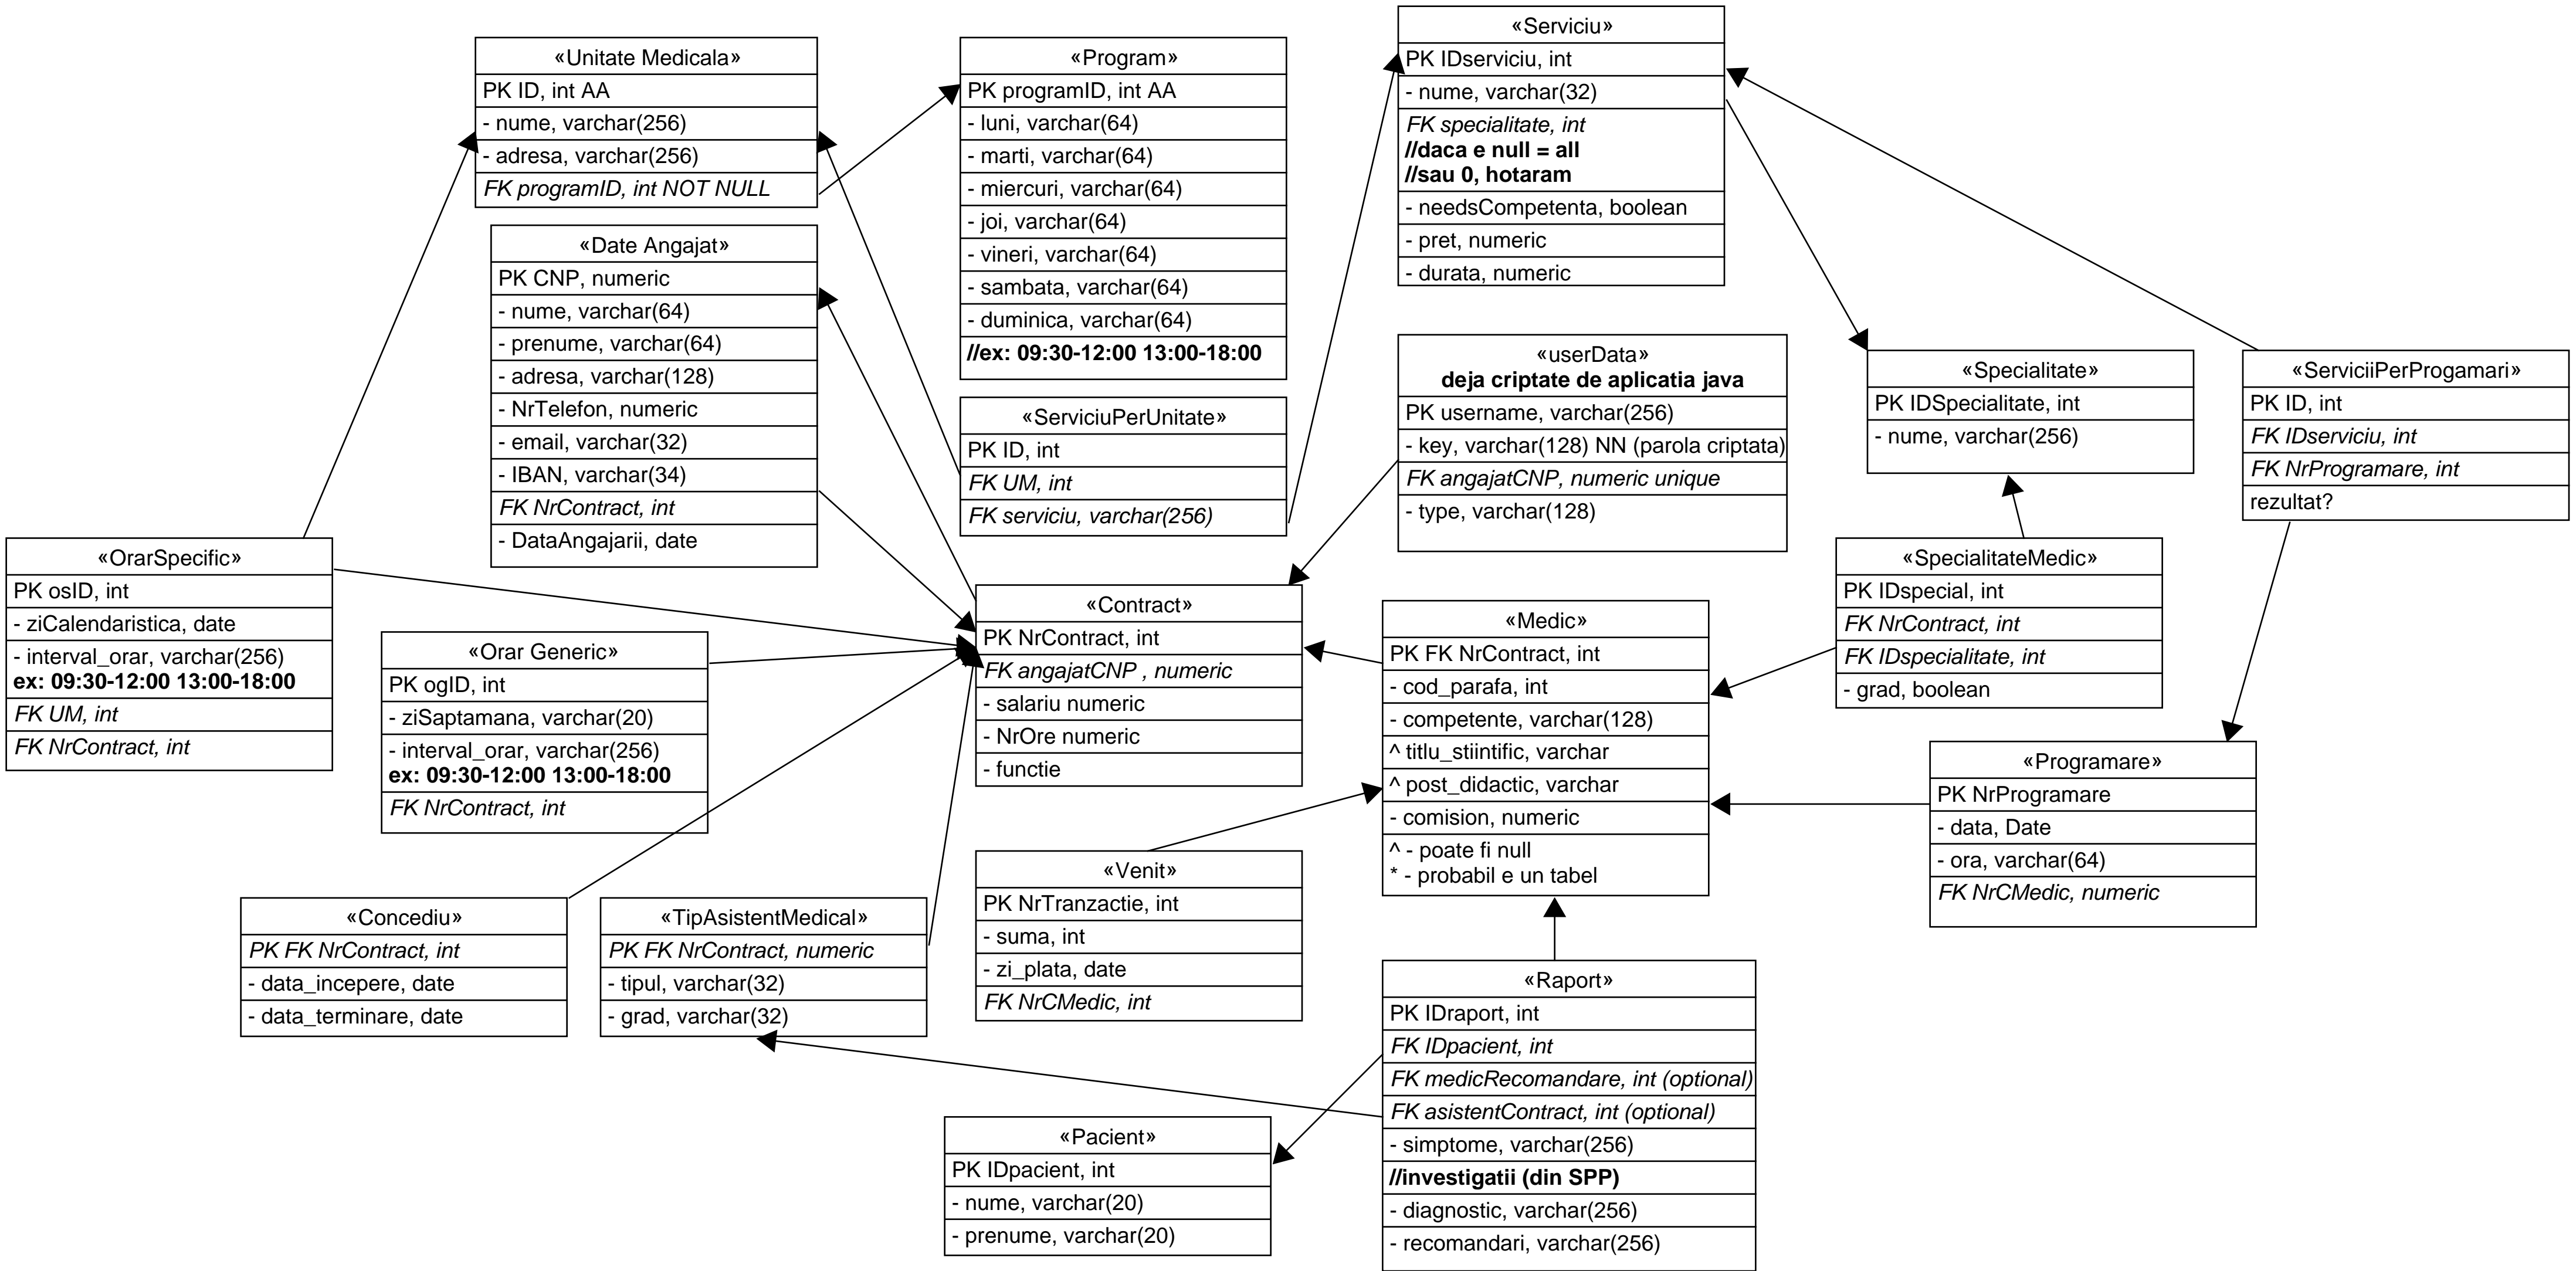 «Unitate Medicala»
PK ID, int AA
- nume, varchar(256)
- adresa, varchar(256)
FK programID, int NOT NULL
«Program»
PK programID, int AA
- luni, varchar(64)
- marti, varchar(64)
- miercuri, varchar(64)
- joi, varchar(64)
- vineri, varchar(64)
- sambata, varchar(64)
- duminica, varchar(64)
//ex: 09:30-12:00 13:00-18:00
«Serviciu»
PK IDserviciu, int
- nume, varchar(32)
FK specialitate, int
//daca e null = all
//sau 0, hotaram
- needsCompetenta, boolean
- pret, numeric
- durata, numeric
«Date Angajat»
PK CNP, numeric
- nume, varchar(64)
- prenume, varchar(64)
- adresa, varchar(128)
- NrTelefon, numeric
- email, varchar(32)
- IBAN, varchar(34)
FK NrContract, int
- DataAngajarii, date
«ServiciuPerUnitate»
PK ID, int
FK UM, int
FK serviciu, varchar(256)
«userData»
deja criptate de aplicatia java
PK username, varchar(256)
- key, varchar(128) NN (parola criptata)
FK angajatCNP, numeric unique
- type, varchar(128)
«Specialitate»
PK IDSpecialitate, int
- nume, varchar(256)
«ServiciiPerProgamari»
PK ID, int
FK IDserviciu, int
FK NrProgramare, int
rezultat?
«OrarSpecific»
PK osID, int
- ziCalendaristica, date
- interval_orar, varchar(256)
ex: 09:30-12:00 13:00-18:00
FK UM, int
FK NrContract, int
«Orar Generic»
PK ogID, int
- ziSaptamana, varchar(20)
- interval_orar, varchar(256)
ex: 09:30-12:00 13:00-18:00
FK NrContract, int
«Contract»
PK NrContract, int
FK angajatCNP , numeric
- salariu numeric
- NrOre numeric
- functie
«Medic»
PK FK NrContract, int
- cod_parafa, int
- competente, varchar(128)
^ titlu_stiintific, varchar
^ post_didactic, varchar
- comision, numeric
^ - poate fi null
* - probabil e un tabel
«SpecialitateMedic»
PK IDspecial, int
FK NrContract, int
FK IDspecialitate, int
- grad, boolean
«Programare»
PK NrProgramare
- data, Date
- ora, varchar(64)
FK NrCMedic, numeric
«Concediu»
PK FK NrContract, int
- data_incepere, date
- data_terminare, date
«TipAsistentMedical»
PK FK NrContract, numeric
- tipul, varchar(32)
- grad, varchar(32)
«Venit»
PK NrTranzactie, int
- suma, int
- zi_plata, date
FK NrCMedic, int
«Raport»
PK IDraport, int
FK IDpacient, int
FK medicRecomandare, int (optional)
FK asistentContract, int (optional)
- simptome, varchar(256)
//investigatii (din SPP)
- diagnostic, varchar(256)
- recomandari, varchar(256)
«Pacient»
PK IDpacient, int
- nume, varchar(20)
- prenume, varchar(20)